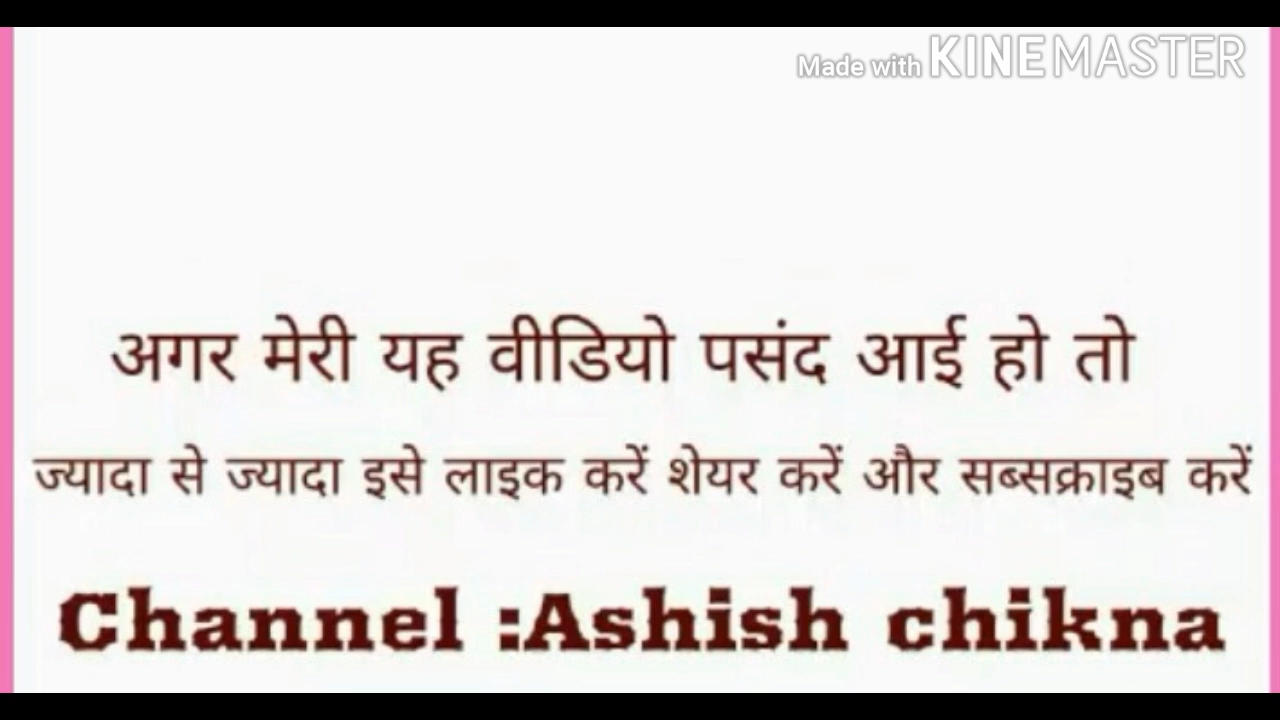 Made with KINEMASTER
अगर मेरी यह वीडियो पसंद आई हो तो
ज्यादा से ज्यादा इसे लाइक करें शेयर करें और सब्सक्राइब करें
Channel :Ashish chikna